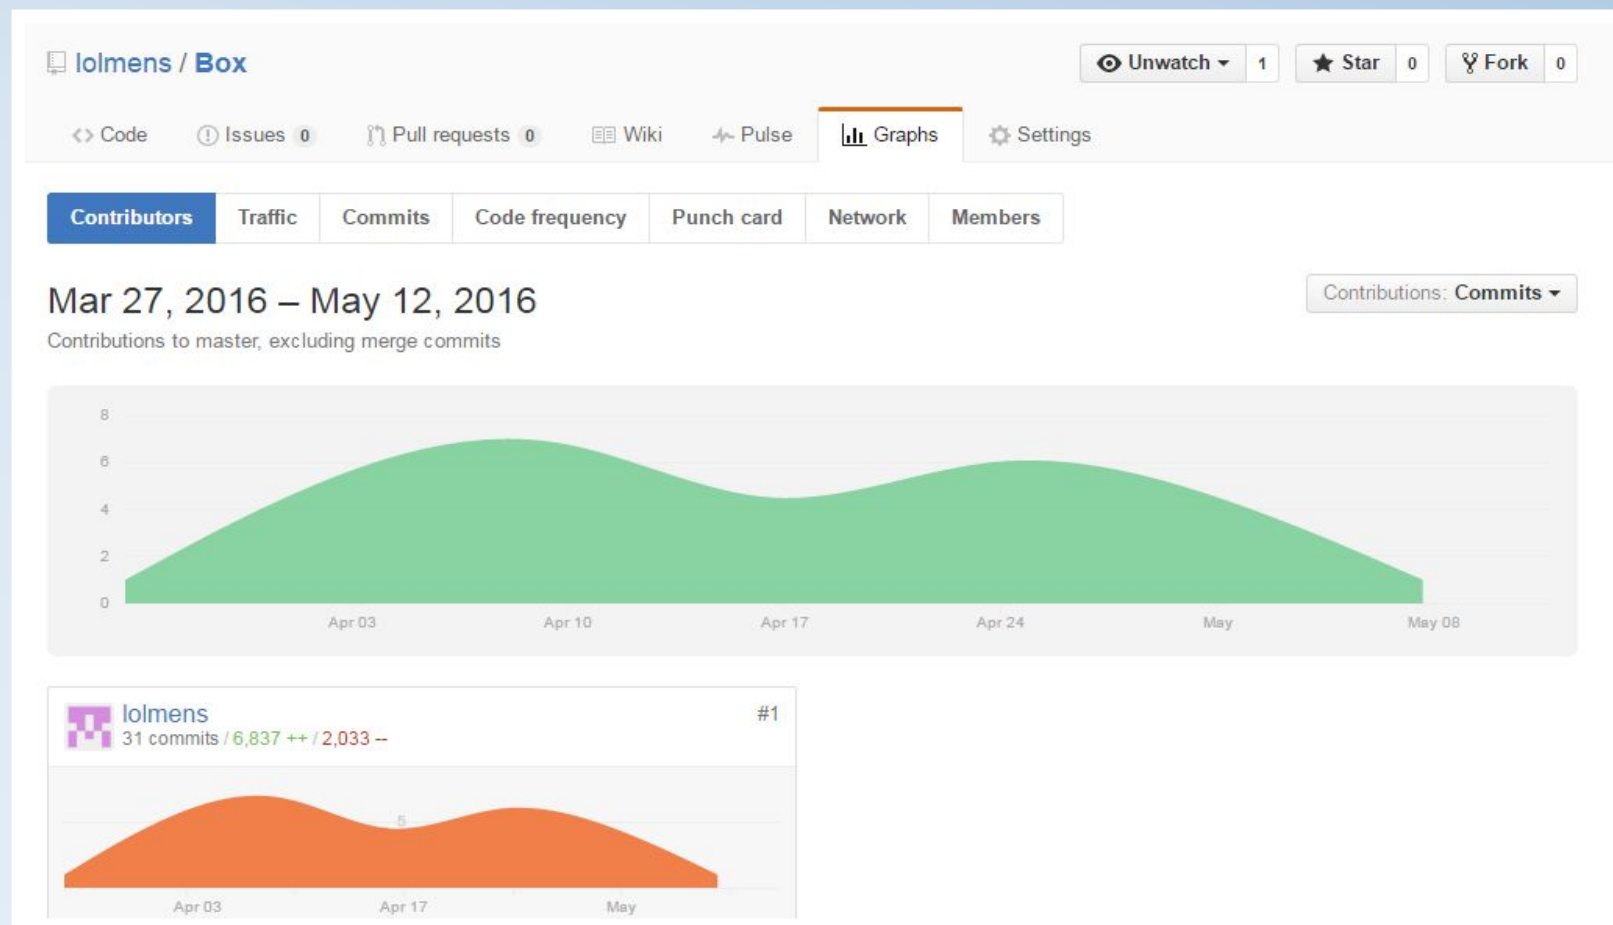 lolmens / Box
Unwatch 1 Star 0 Fork 0
Code Issues 0 Pull requests 0 Wiki Pulse Graphs Settings
Contributors Traffic Commits Code frequency Punch card Network Members
Mar 27, 2016 – May 12, 2016
Contributions: Commits
Contributions to master, excluding merge commits
8
6
4
2
0
Apr 03 Apr 10 Apr 17 Apr 24 May May 08
lolmens #1
31 commits / 6,837 ++ / 2,033 --
5
Apr 03 Apr 17 May